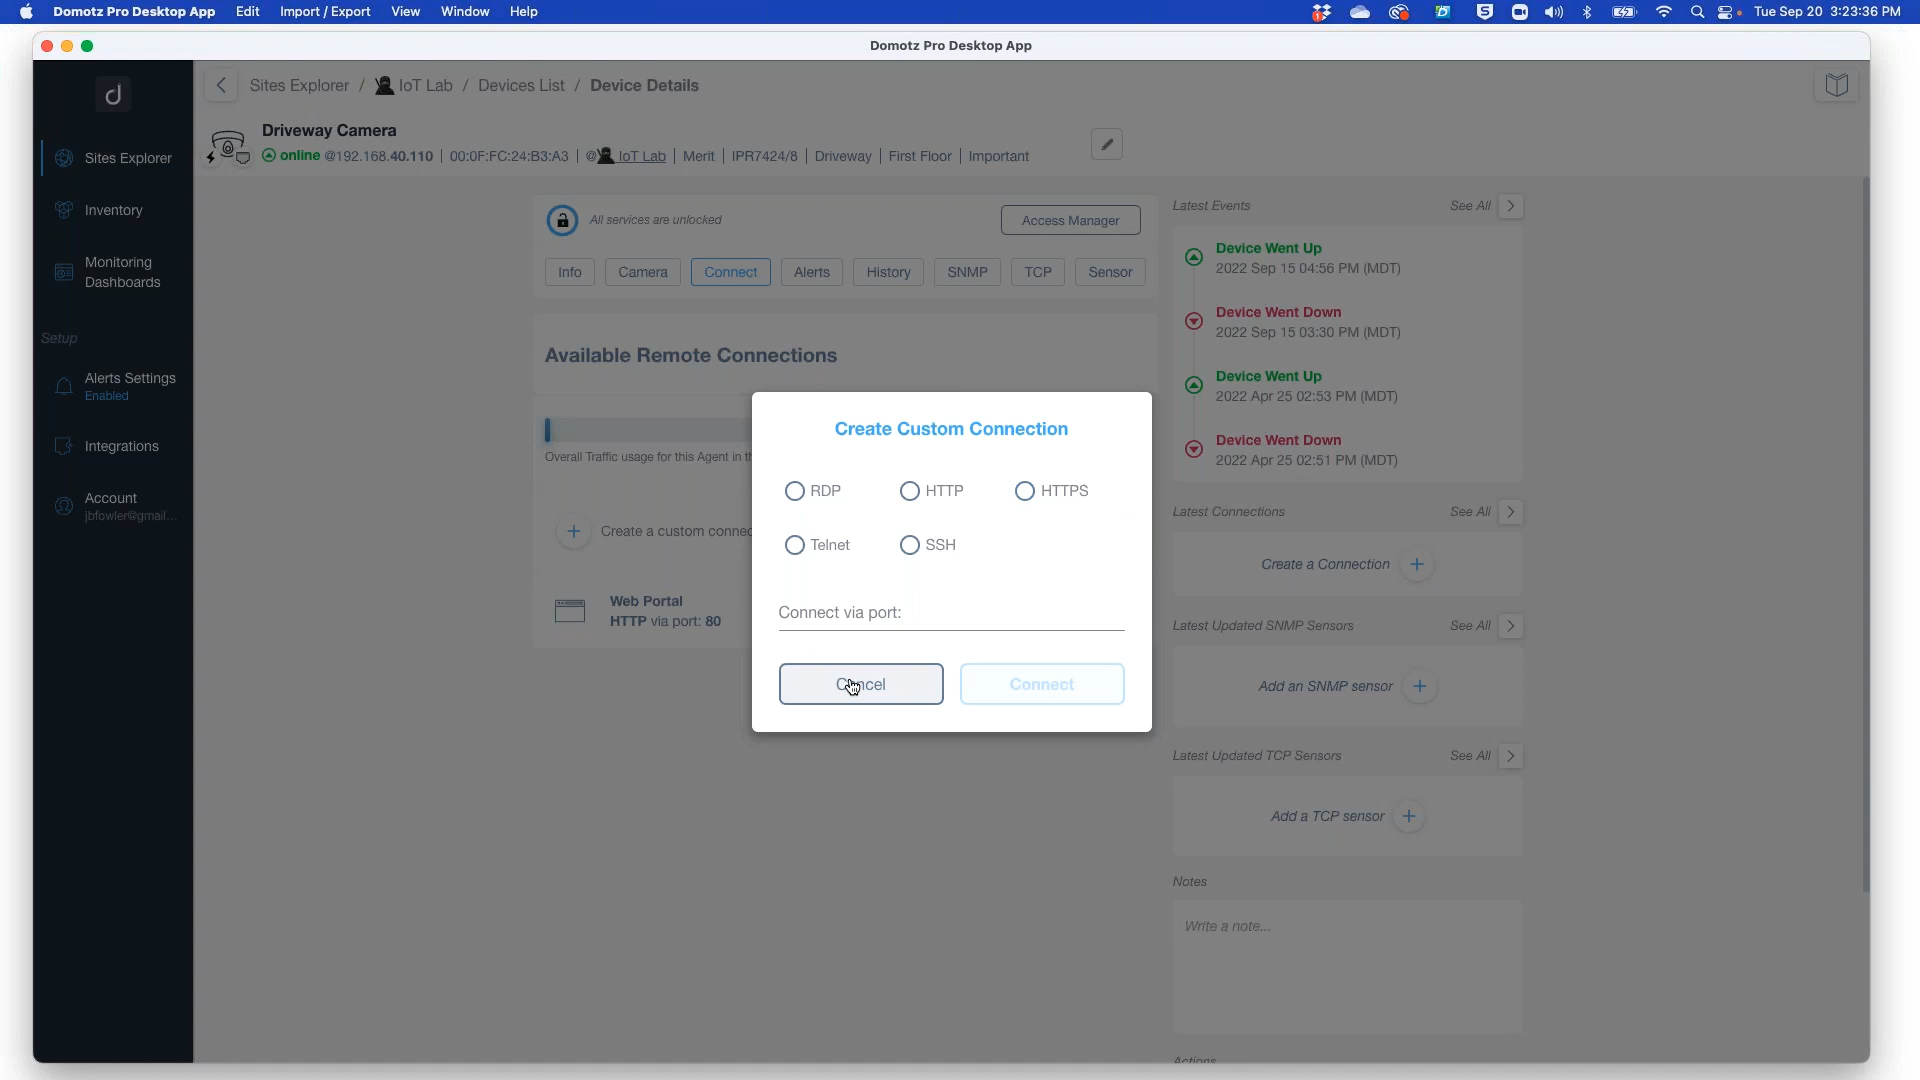 Domotz Pro Desktop App Edit Import / Export View Window Help Tue Sep 20 3:23:36 PM
Domotz Pro Desktop App
Sites Explorer / IoT Lab / Devices List / Device Details
Driveway Camera
online @192.168.40.110 | 00:0F:FC:24:B3:A3 | @ IoT Lab | Merit | IPR7424/8 | Driveway | First Floor | Important
Sites Explorer
Inventory
Monitoring
Dashboards
Setup
Alerts Settings
Enabled
Integrations
Account
jbfowler@gmail...
All services are unlocked
Access Manager
Info Camera Connect Alerts History SNMP TCP Sensor
Available Remote Connections
Overall Traffic usage for this Agent in th
Create a custom connec
Web Portal
HTTP via port: 80
Create Custom Connection
RDP HTTP HTTPS
Telnet SSH
Connect via port:
Cancel Connect
Latest Events See All
Device Went Up
2022 Sep 15 04:56 PM (MDT)
Device Went Down
2022 Sep 15 03:30 PM (MDT)
Device Went Up
2022 Apr 25 02:53 PM (MDT)
Device Went Down
2022 Apr 25 02:51 PM (MDT)
Latest Connections See All
Create a Connection
Latest Updated SNMP Sensors See All
Add an SNMP sensor
Latest Updated TCP Sensors See All
Add a TCP sensor
Notes
Write a note...
Actions